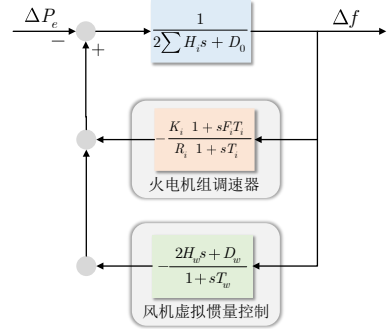 ΔP_e
−
+
1
2∑H_i s + D_0
Δf
− K_i 1 + sF_iT_i
R_i 1 + sT_i
火电机组调速器
− 2H_w s + D_w
1 + sT_w
风机虚拟惯量控制